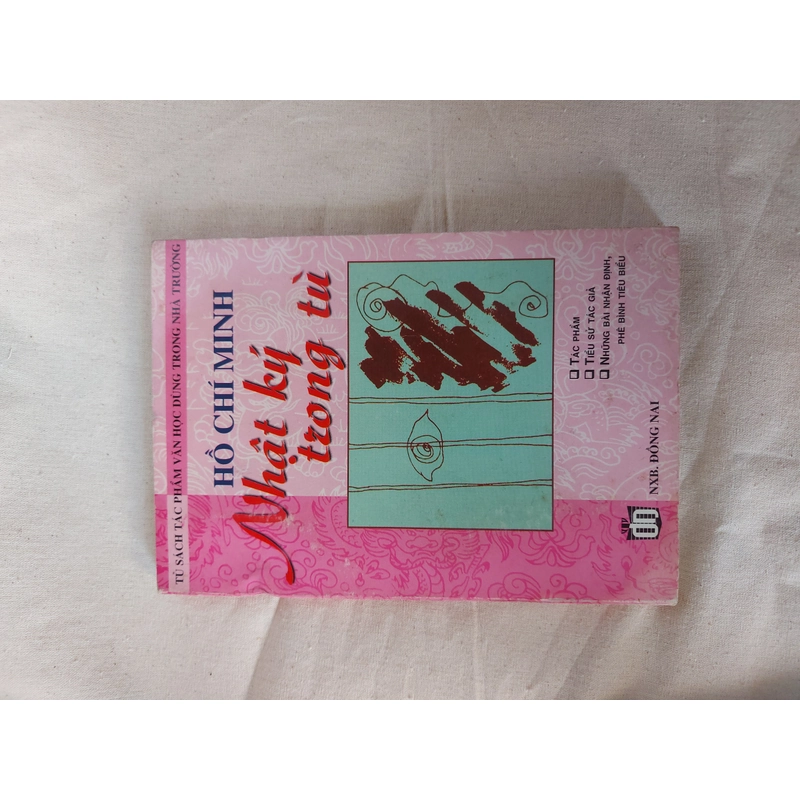 TỦ SÁCH TÁC PHẨM VĂN HỌC DÙNG TRONG NHÀ TRƯỜNG
HỒ CHÍ MINH
Nhật ký
trong tù
❑ TÁC PHẨM
❑ TIỂU SỬ TÁC GIẢ
❑ NHỮNG BÀI NHẬN ĐỊNH,
PHÊ BÌNH TIÊU BIỂU
NXB. ĐỒNG NAI